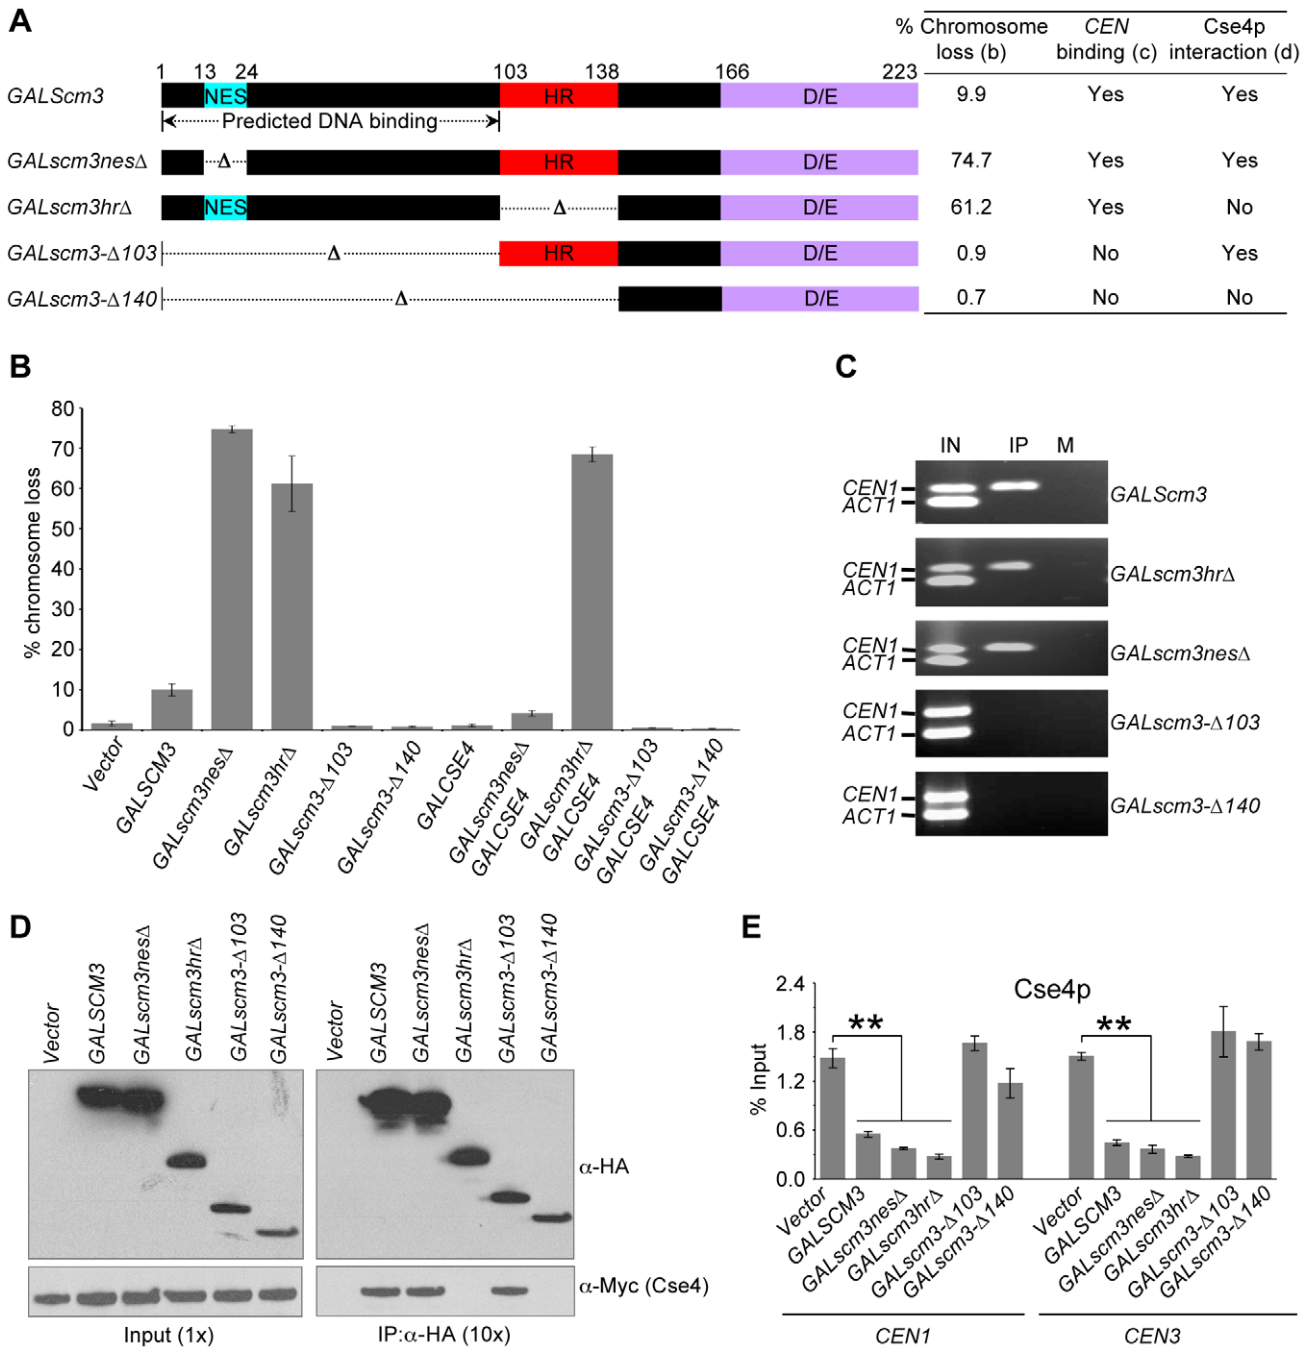 A
% Chromosome loss (b)
CEN binding (c)
Cse4p interaction (d)
1 13 24 103 138 166 223
GALScm3 NES HR D/E 9.9 Yes Yes
Predicted DNA binding
GALscm3nesΔ Δ HR D/E 74.7 Yes Yes
GALscm3hrΔ NES Δ D/E 61.2 Yes No
GALscm3-Δ103 Δ HR D/E 0.9 No Yes
GALscm3-Δ140 Δ D/E 0.7 No No
B
% chromosome loss
80
70
60
50
40
30
20
10
0
Vector
GALSCM3
GALscm3nesΔ
GALscm3hrΔ
GALscm3-Δ103
GALscm3-Δ140
GALCSE4
GALscm3nesΔ
GALCSE4
GALscm3hrΔ
GALCSE4
GALscm3-Δ103
GALCSE4
GALscm3-Δ140
GALCSE4
C
IN IP M
CEN1
ACT1
GALScm3
CEN1
ACT1
GALscm3hrΔ
CEN1
ACT1
GALscm3nesΔ
CEN1
ACT1
GALscm3-Δ103
CEN1
ACT1
GALscm3-Δ140
D
Vector
GALSCM3
GALscm3nesΔ
GALscm3hrΔ
GALscm3-Δ103
GALscm3-Δ140
Vector
GALSCM3
GALscm3nesΔ
GALscm3hrΔ
GALscm3-Δ103
GALscm3-Δ140
α-HA
α-Myc (Cse4)
Input (1x)
IP:α-HA (10x)
E
Cse4p
% Input
2.4
1.8
1.2
0.6
0.0
**
**
Vector
GALSCM3
GALscm3nesΔ
GALscm3hrΔ
GALscm3-Δ103
GALscm3-Δ140
Vector
GALSCM3
GALscm3nesΔ
GALscm3hrΔ
GALscm3-Δ103
GALscm3-Δ140
CEN1
CEN3